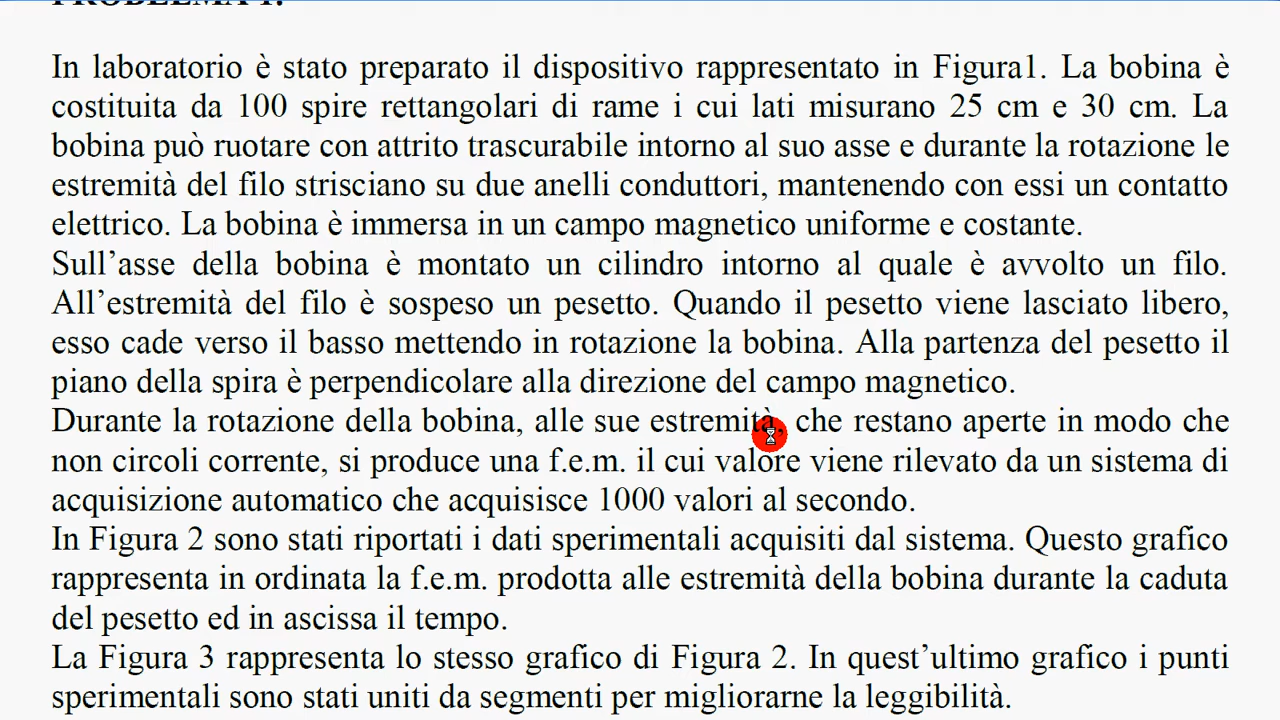 PROBLEMA 1.
In laboratorio è stato preparato il dispositivo rappresentato in Figura1. La bobina è
costituita da 100 spire rettangolari di rame i cui lati misurano 25 cm e 30 cm. La
bobina può ruotare con attrito trascurabile intorno al suo asse e durante la rotazione le
estremità del filo strisciano su due anelli conduttori, mantenendo con essi un contatto
elettrico. La bobina è immersa in un campo magnetico uniforme e costante.
Sull’asse della bobina è montato un cilindro intorno al quale è avvolto un filo.
All’estremità del filo è sospeso un pesetto. Quando il pesetto viene lasciato libero,
esso cade verso il basso mettendo in rotazione la bobina. Alla partenza del pesetto il
piano della spira è perpendicolare alla direzione del campo magnetico.
Durante la rotazione della bobina, alle sue estremità, che restano aperte in modo che
non circoli corrente, si produce una f.e.m. il cui valore viene rilevato da un sistema di
acquisizione automatico che acquisisce 1000 valori al secondo.
In Figura 2 sono stati riportati i dati sperimentali acquisiti dal sistema. Questo grafico
rappresenta in ordinata la f.e.m. prodotta alle estremità della bobina durante la caduta
del pesetto ed in ascissa il tempo.
La Figura 3 rappresenta lo stesso grafico di Figura 2. In quest’ultimo grafico i punti
sperimentali sono stati uniti da segmenti per migliorarne la leggibilità.